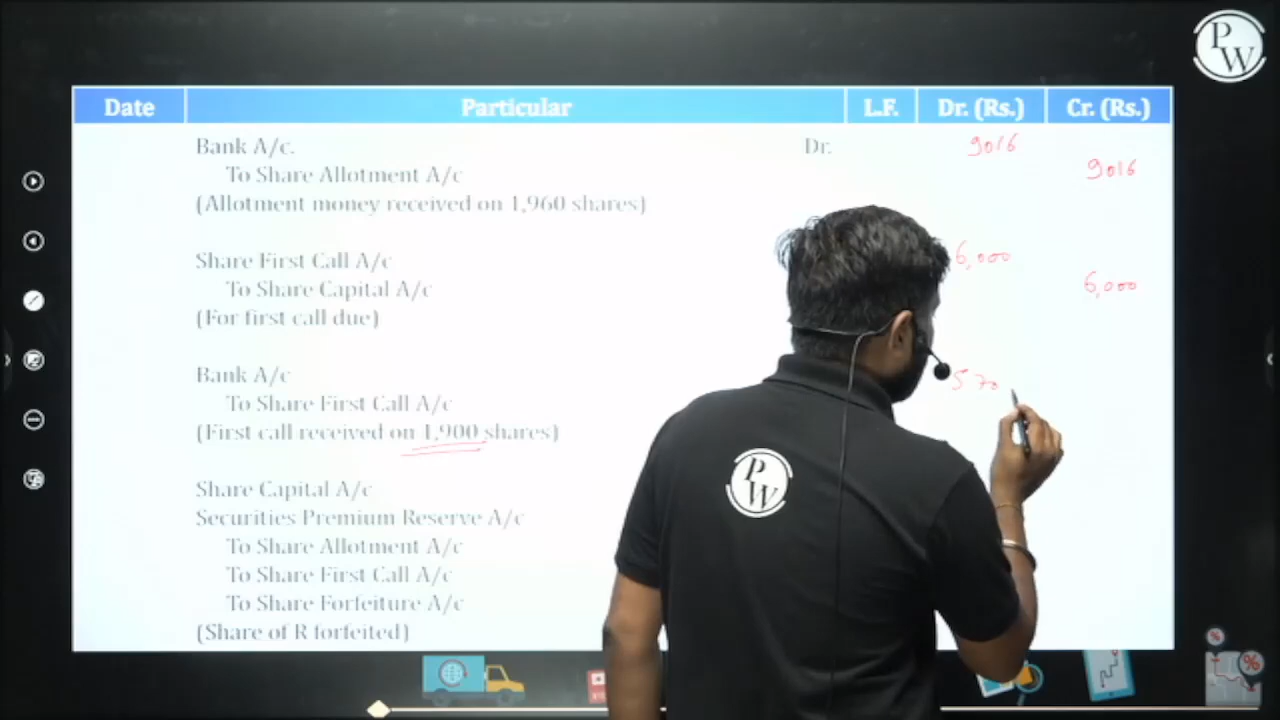 PW
Date Particular L.F. Dr. (Rs.) Cr. (Rs.)
Bank A/c. Dr. 9016
To Share Allotment A/c 9016
(Allotment money received on 1,960 shares)
Share First Call A/c 6,000
To Share Capital A/c 6,000
(For first call due)
Bank A/c 570
To First Call A/c
(First call received on 1,900 shares)
Share Capital A/c
Securities Premium Reserve A/c
To Share Allotment A/c
To Share First Call A/c
To Share Forfeiture A/c
(Share of R forfeited)
PW
%
%